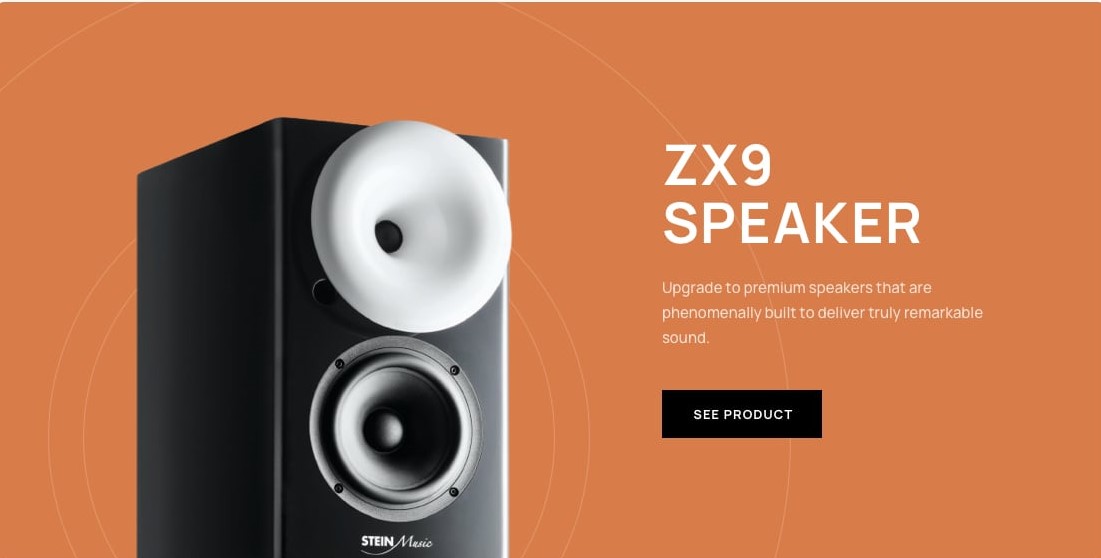 ZX9
SPEAKER
Upgrade to premium speakers that are
phenomenally built to deliver truly remarkable
sound.
SEE PRODUCT
STEIN Music